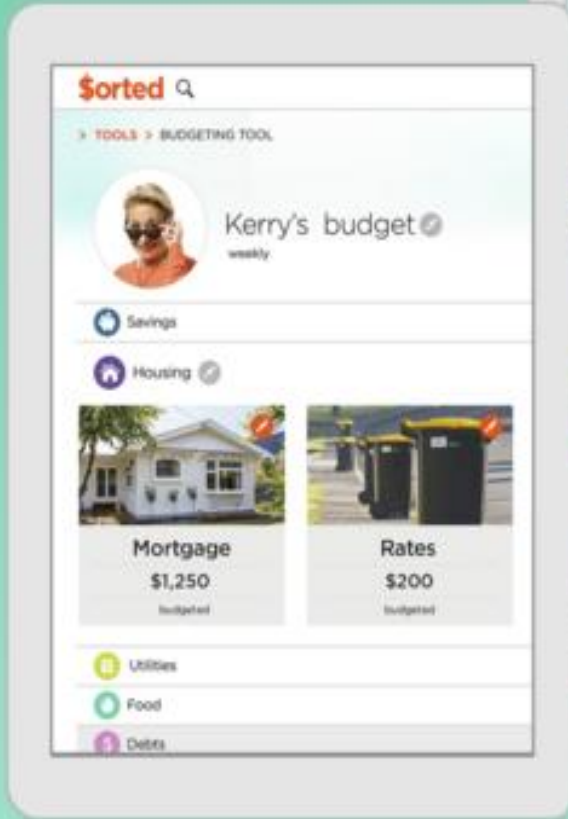 $orted
> TOOLS > BUDGETING TOOL
Kerry's budget
weekly
Savings
Housing
Mortgage
$1,250
budgeted
Rates
$200
budgeted
Utilities
Food
Debts